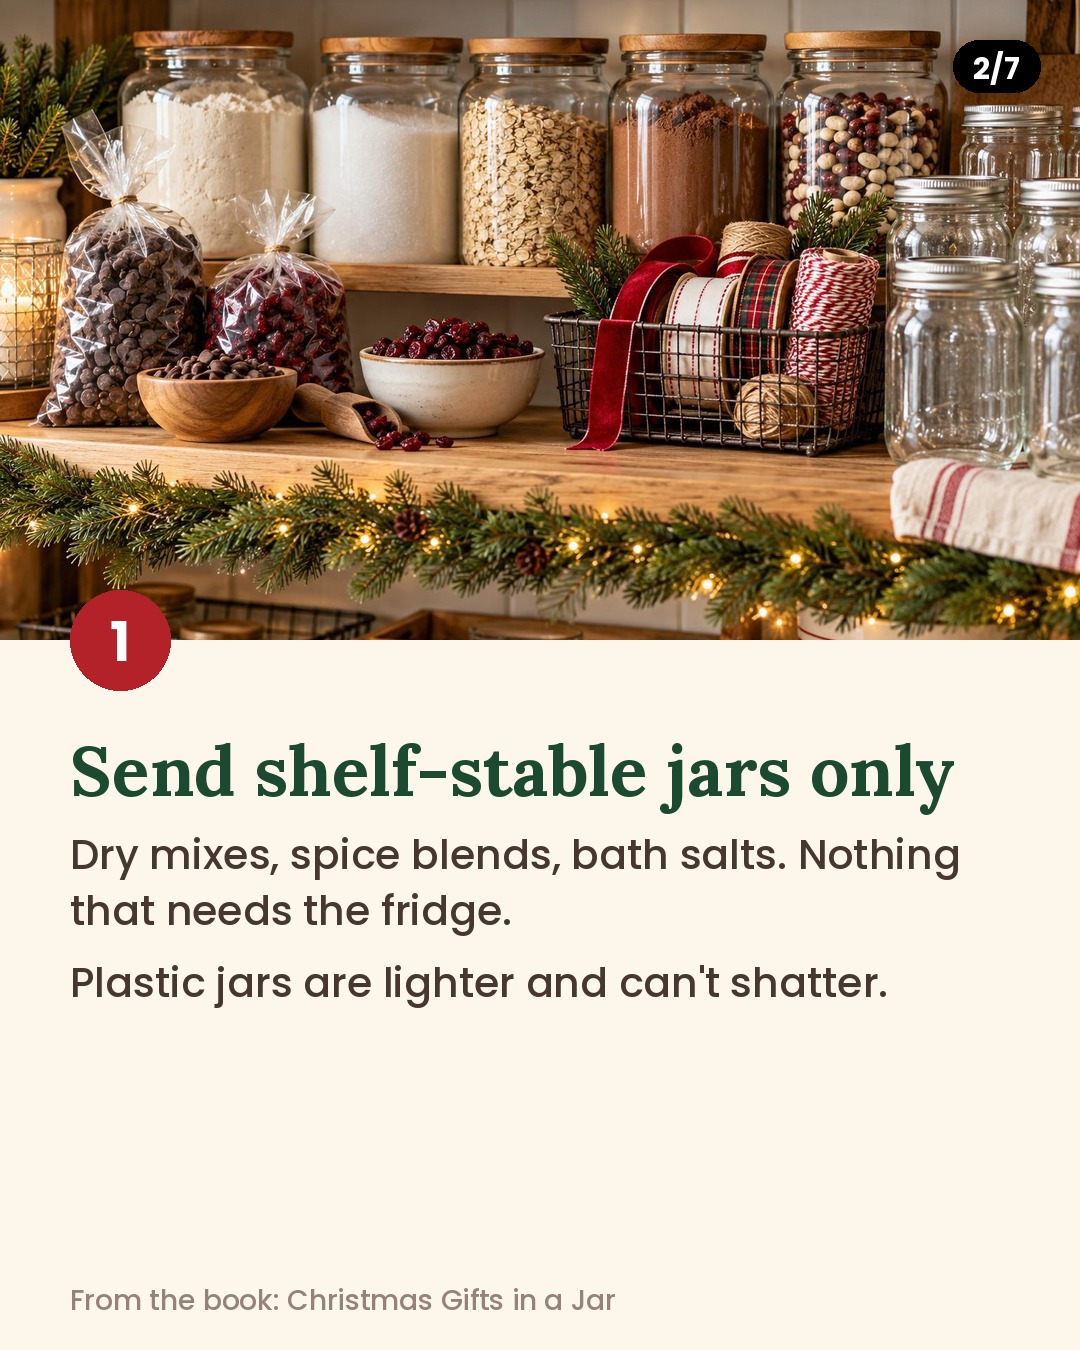 2/7
1
Send shelf-stable jars only
Dry mixes, spice blends, bath salts. Nothing
that needs the fridge.
Plastic jars are lighter and can't shatter.
From the book: Christmas Gifts in a Jar